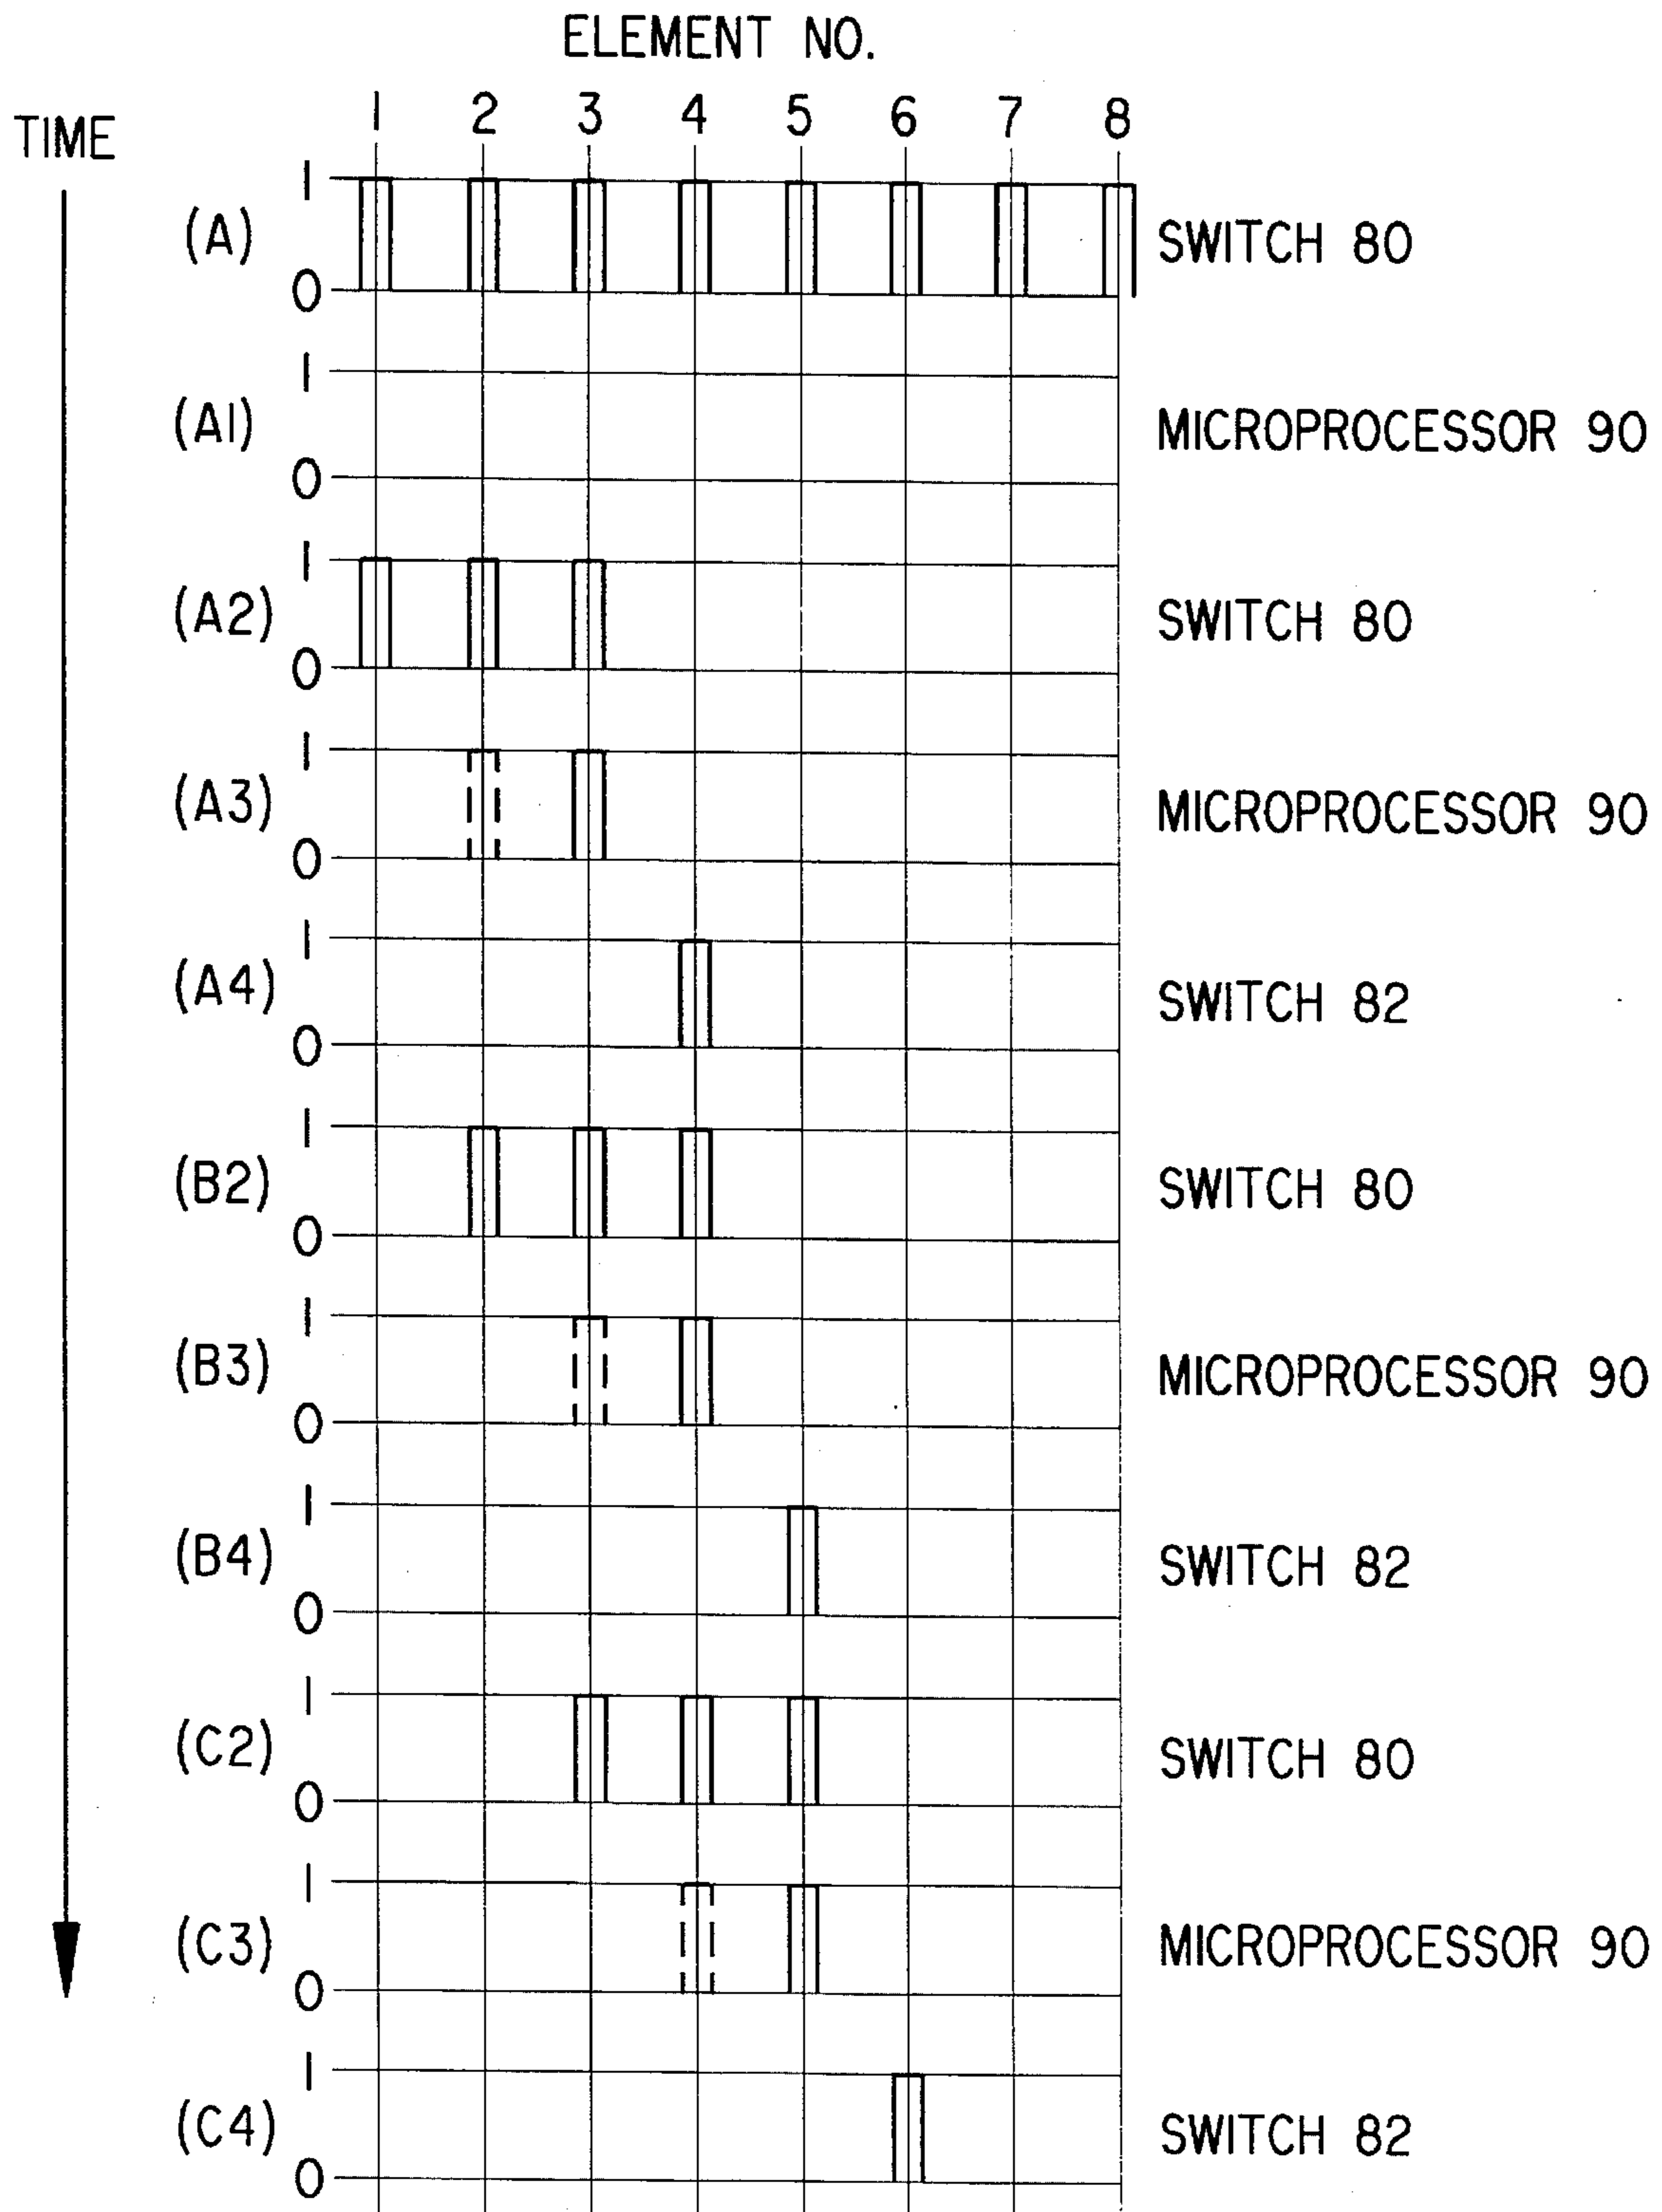 ELEMENT NO.
TIME
1 2 3 4 5 6 7 8
1
(A) SWITCH 80
0
1
(A1) MICROPROCESSOR 90
0
1
(A2) SWITCH 80
0
1
(A3) MICROPROCESSOR 90
0
1
(A4) SWITCH 82
0
1
(B2) SWITCH 80
0
1
(B3) MICROPROCESSOR 90
0
1
(B4) SWITCH 82
0
1
(C2) SWITCH 80
0
1
(C3) MICROPROCESSOR 90
0
1
(C4) SWITCH 82
0